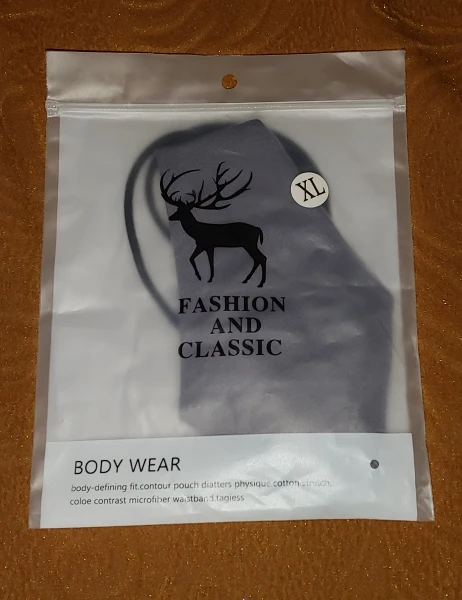 XL
FASHION
AND
CLASSIC
BODY WEAR
body-defining fit.contour pouch diatters physique.cotton stretch,
coloe contrast microfiber waistband.tagless